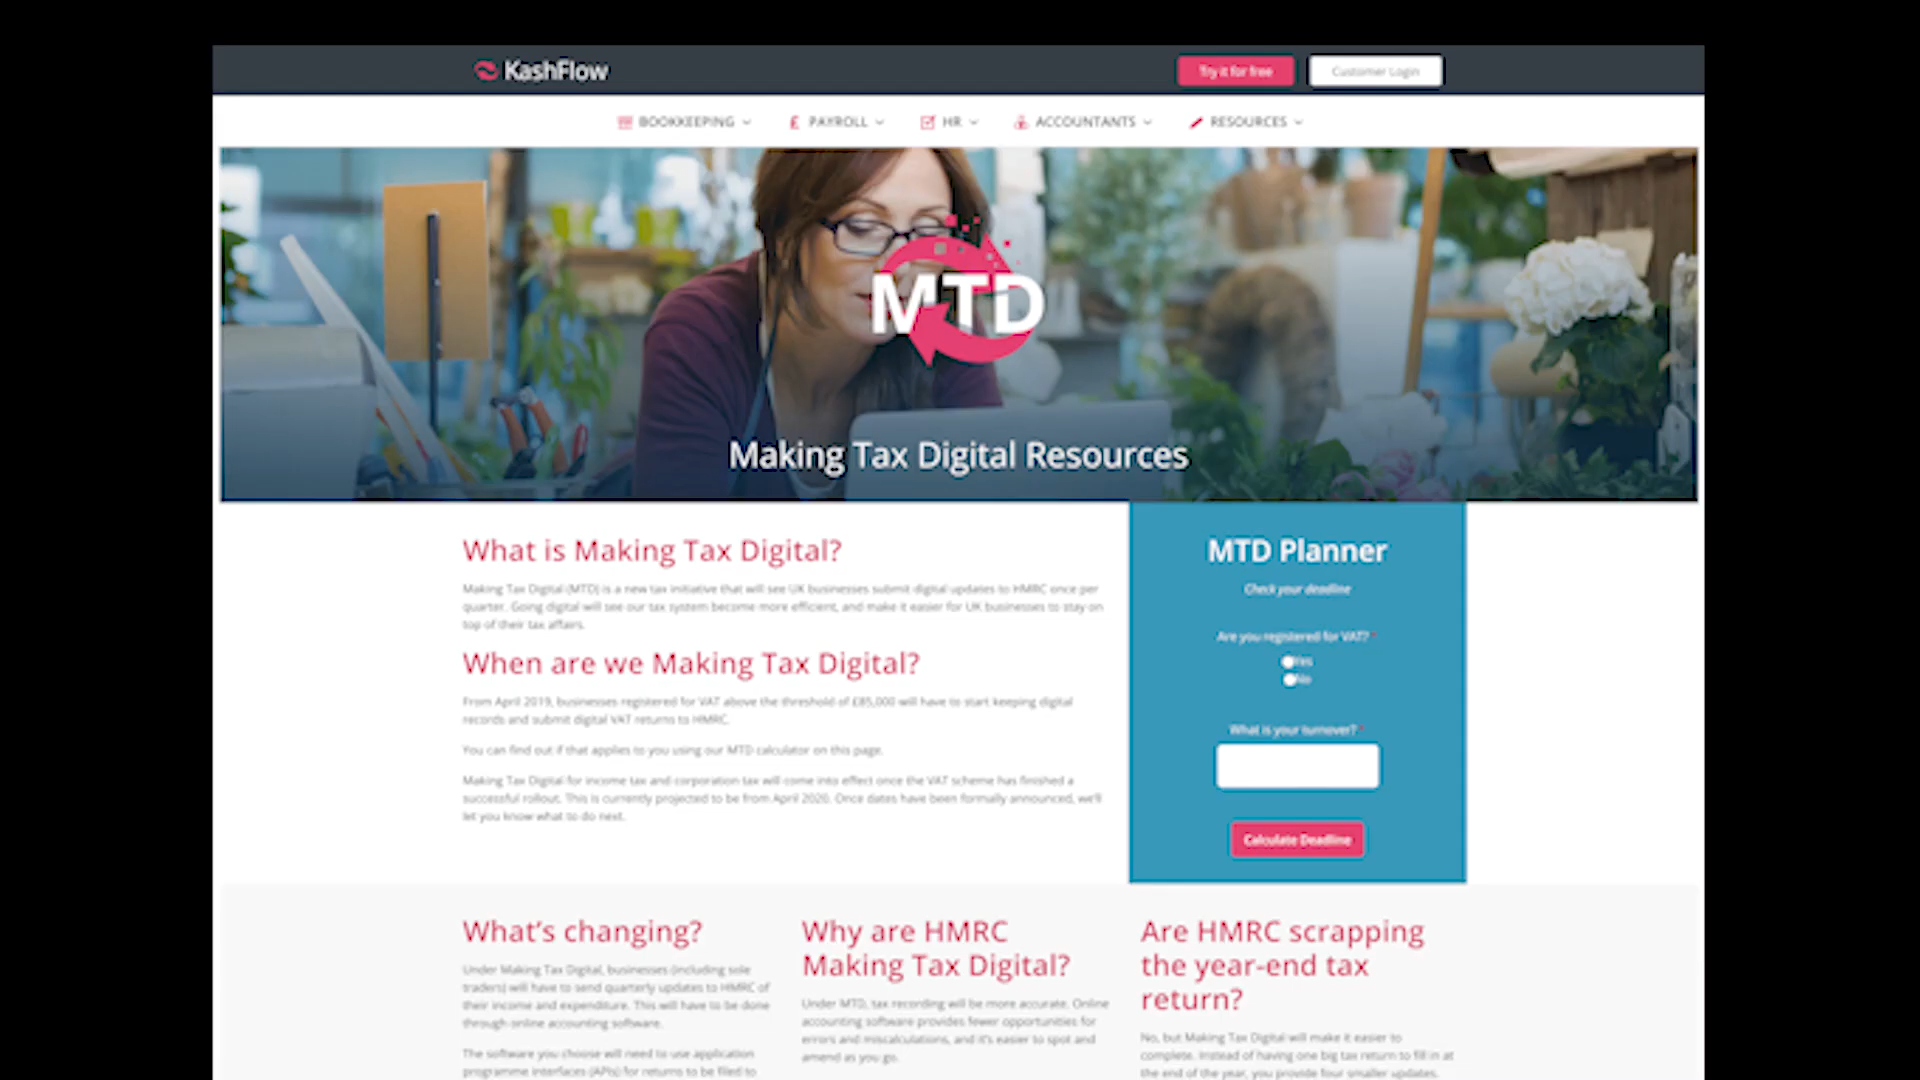 KashFlow
Try it for free
Customer Login
BOOKKEEPING
PAYROLL
HR
ACCOUNTANTS
RESOURCES
MTD
Making Tax Digital Resources
What is Making Tax Digital?
Making Tax Digital (MTD) is a new tax initiative that will see UK businesses submit digital updates to HMRC once per
quarter. Going digital will see our tax system become more efficient, and make it easier for UK businesses to stay on
top of their tax affairs.
When are we Making Tax Digital?
From April 2019, businesses registered for VAT above the threshold of £85,000 will have to start keeping digital
records and submit digital VAT returns to HMRC.
You can find out if that applies to you using our MTD calculator on this page.
Making Tax Digital for income tax and corporation tax will come into effect once the VAT scheme has finished a
successful rollout. This is currently projected to be from April 2020. Once dates have been formally announced, we'll
let you know what to do next.
MTD Planner
Check your deadline
Are you registered for VAT? *
Yes
No
What is your turnover? *
Calculate Deadline
What's changing?
Under Making Tax Digital, businesses (including sole
traders) will have to send quarterly updates to HMRC of
their income and expenditure. This will have to be done
through online accounting software.
The software you choose will need to use application
programme interfaces (APIs) for returns to be filed to
Why are HMRC
Making Tax Digital?
Under MTD, tax recording will be more accurate. Online
accounting software provides fewer opportunities for
errors and miscalculations, and it's easier to spot and
amend as you go.
Are HMRC scrapping
the year-end tax
return?
No, but Making Tax Digital will make it easier to
complete. Instead of having one big tax return to fill in at
the end of the year, you provide four smaller updates.